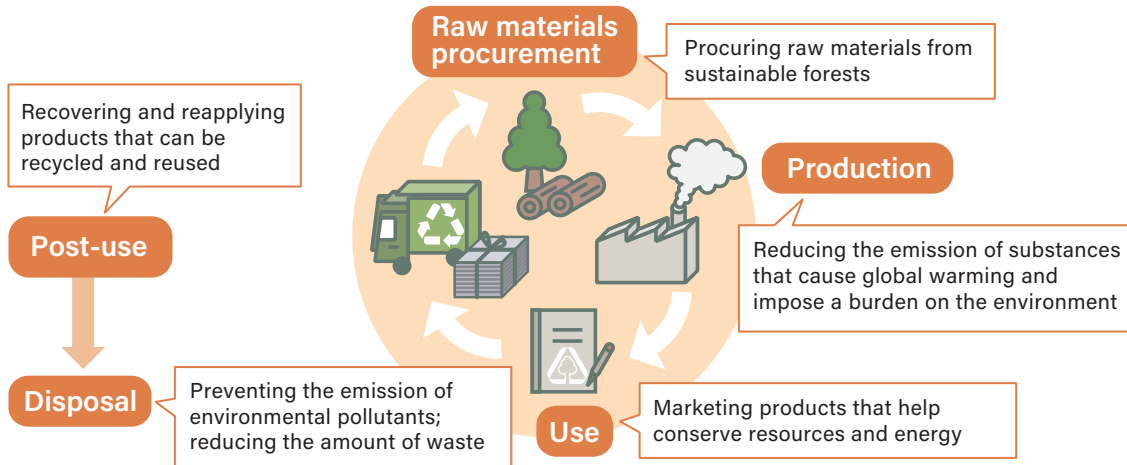 Raw materials
procurement
Procuring raw materials from
sustainable forests
Production
Reducing the emission of substances
that cause global warming and
impose a burden on the environment
Use
Marketing products that help
conserve resources and energy
Recovering and reapplying
products that can be
recycled and reused
Post-use
Disposal
Preventing the emission of
environmental pollutants;
reducing the amount of waste